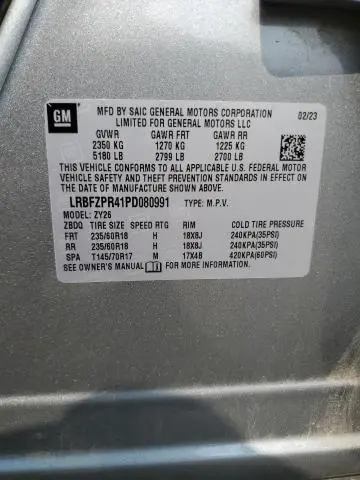 GM
MFD BY SAIC GENERAL MOTORS CORPORATION 02/23
LIMITED FOR GENERAL MOTORS LLC
GVWR GAWR FRT GAWR RR
2350 KG 1270 KG 1225 KG
5180 LB 2799 LB 2700 LB
THIS VEHICLE CONFORMS TO ALL APPLICABLE U.S. FEDERAL MOTOR
VEHICLE SAFETY AND THEFT PREVENTION STANDARDS IN EFFECT ON
THE DATE OF MANUFACTURE SHOWN ABOVE.
LRBFZPR41PD080991 TYPE: M.P.V.
MODEL: ZY26
ZBDQ TIRE SIZE SPEED RTG RIM
FRT 235/60R18 H 18X8J 240KPA(35PSI)
RR 235/60R18 H 18X8J 240KPA(35PSI)
SPA T145/70R17 M 17X4B 420KPA(60PSI)
SEE OWNER'S MANUAL FOR MORE INFORMATION.